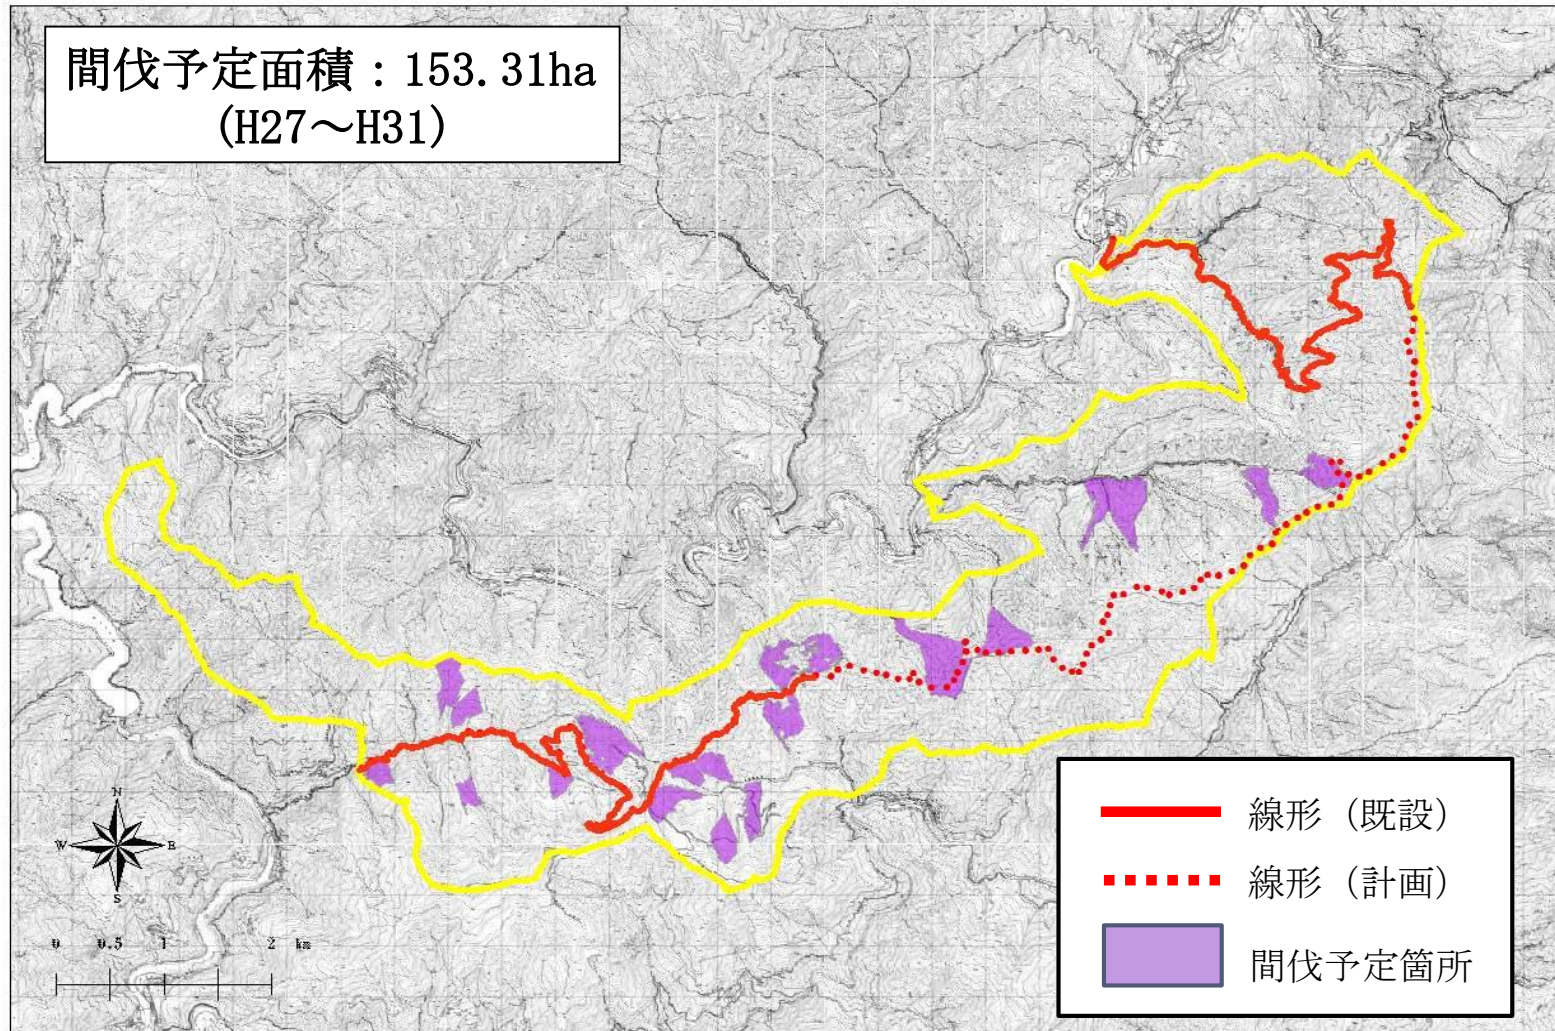 間伐予定面積：153.31ha
(H27～H31)
線形（既設）
線形（計画）
間伐予定箇所
N
W E
S
0 0.5 1 2 km